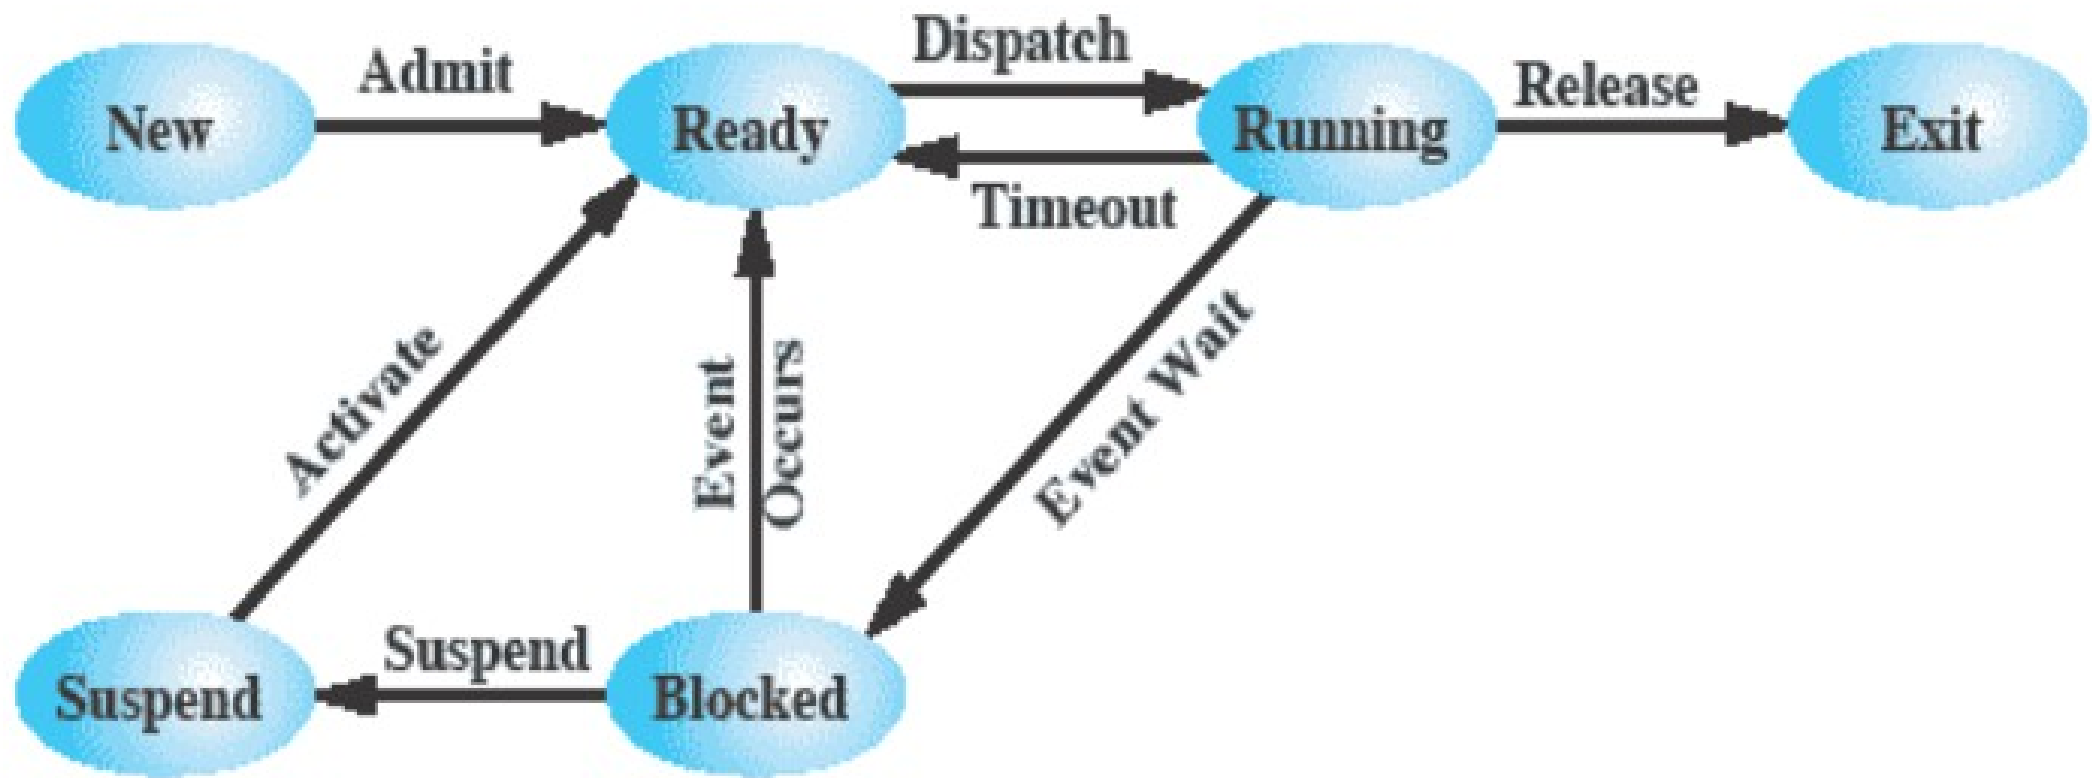 Admit
Dispatch
Release
New
Ready
Running
Exit
Timeout
Activate
Event
Occurs
Event Wait
Suspend
Suspend
Blocked